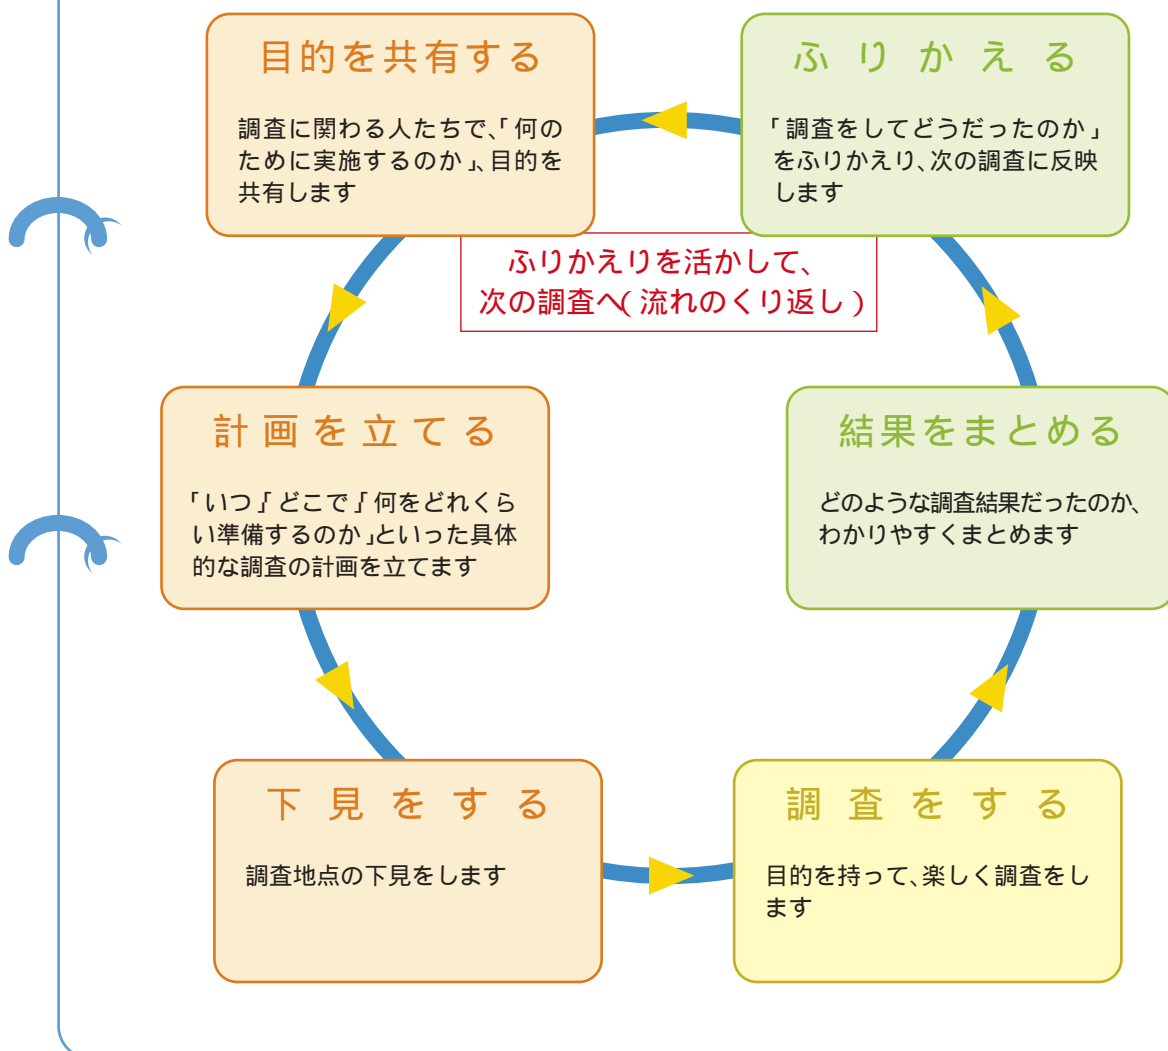 目的を共有する
調査に関わる人たちで、「何の
ために実施するのか」、目的を
共有します
ふりかえる
「調査をしてどうだったのか」
をふりかえり、次の調査に反映
します
ふりかえりを活かして、
次の調査へ(流れのくり返し)
計画を立てる
「いつ」「どこで」「何をどれくら
い準備するのか」といった具体
的な調査の計画を立てます
結果をまとめる
どのような調査結果だったのか、
わかりやすくまとめます
下見をする
調査地点の下見をします
調査をする
目的を持って、楽しく調査をし
ます